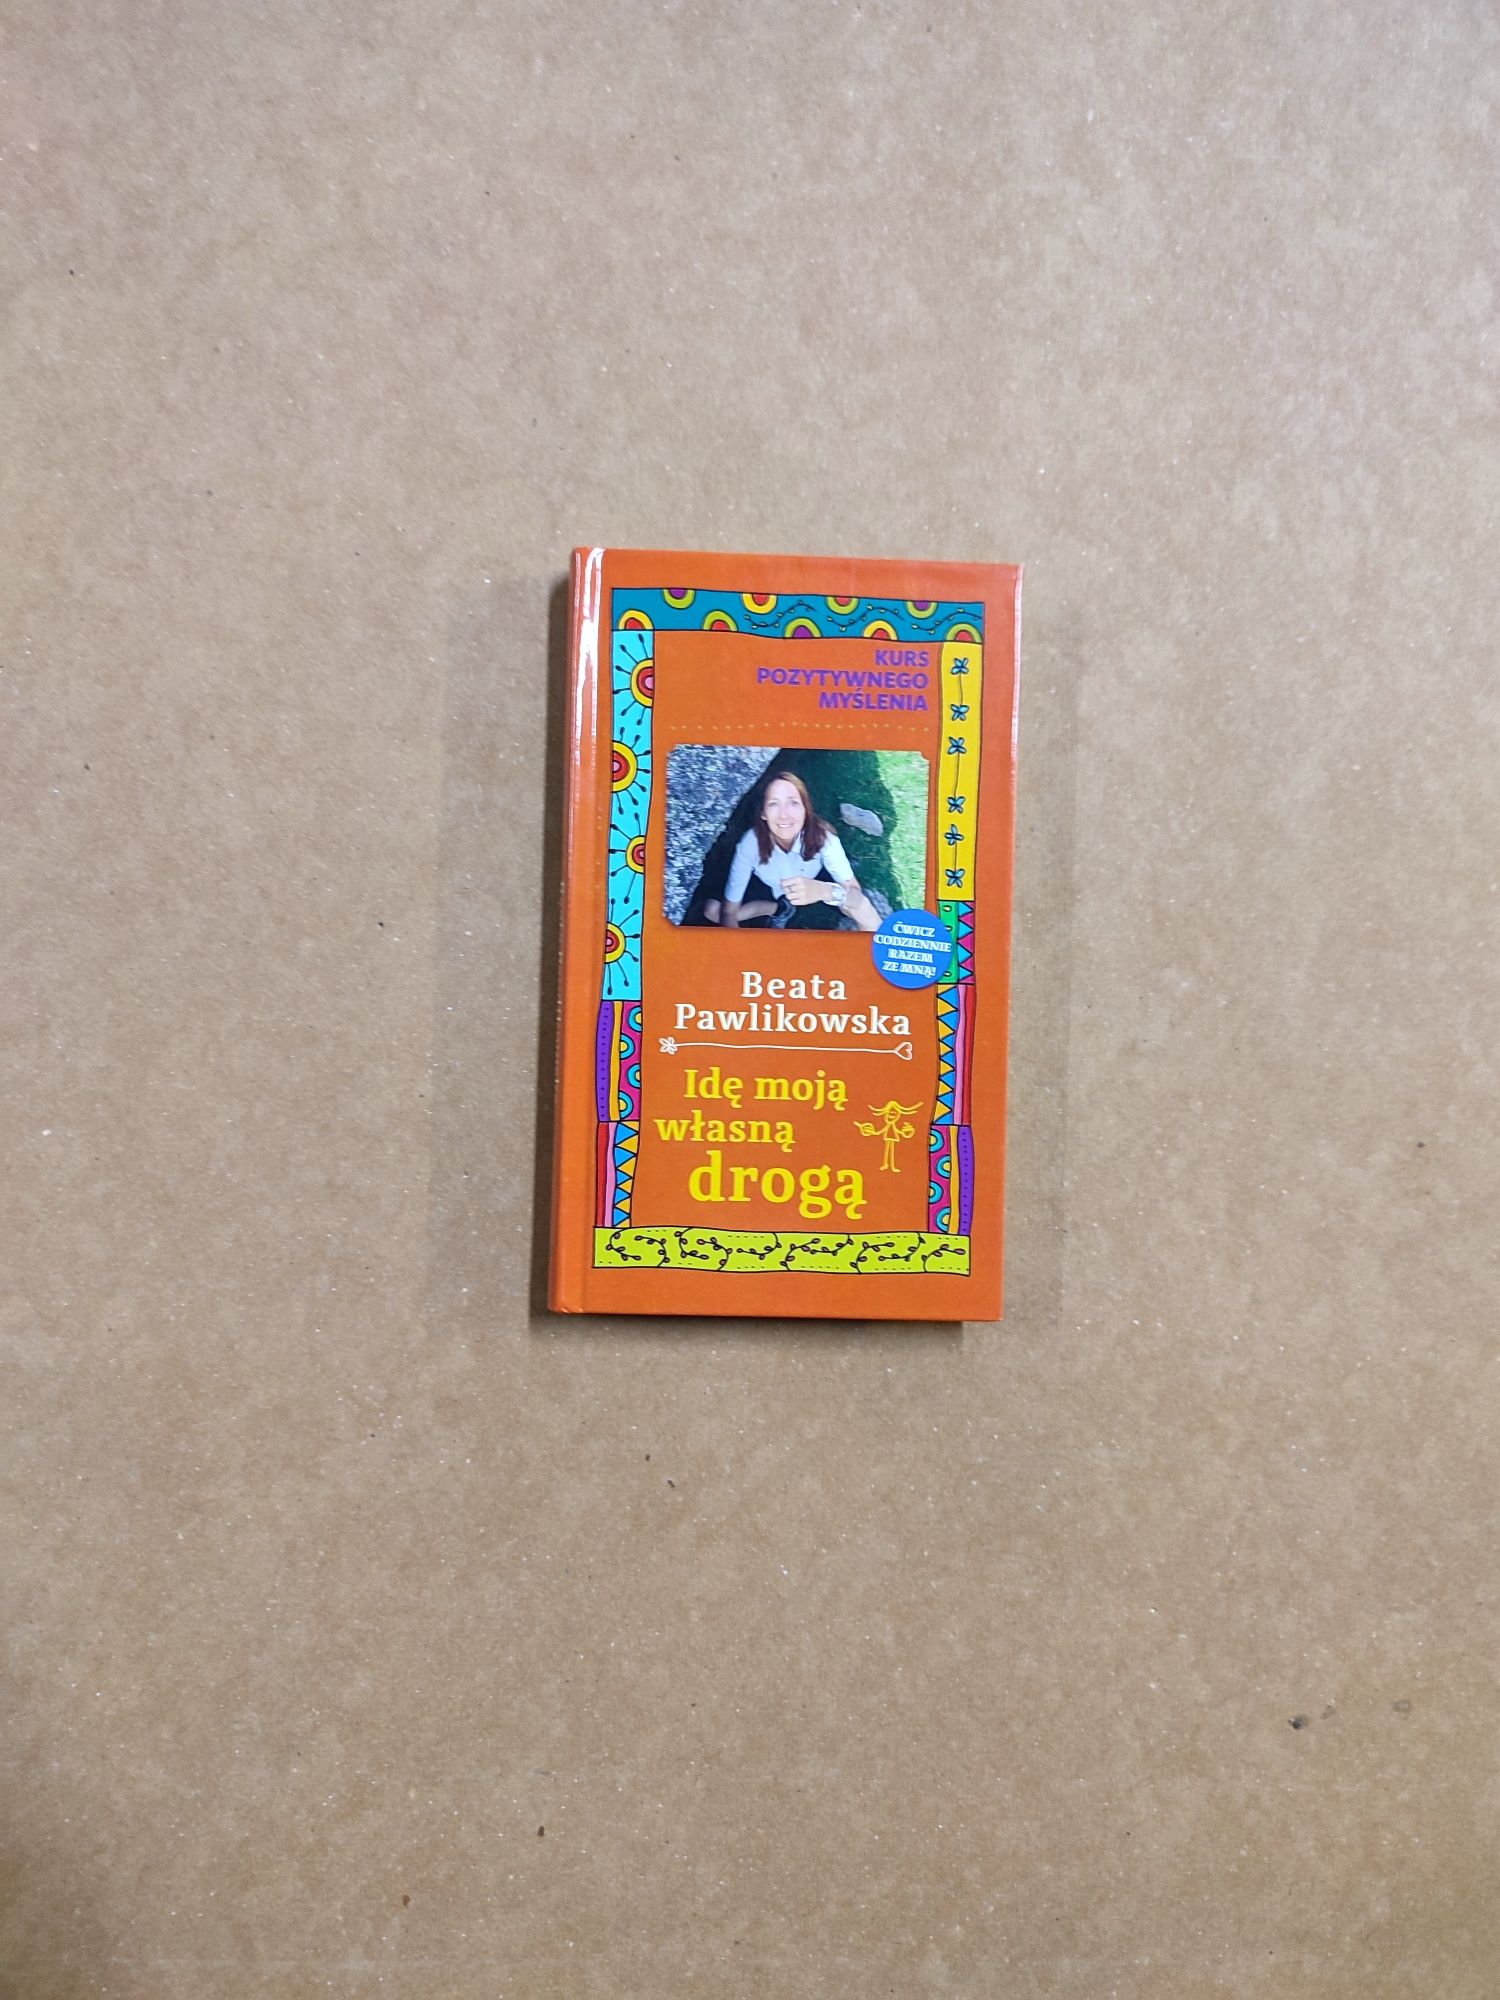 KURS
POZYTYWNEGO
MYŚLENIA
ĆWICZ
CODZIENNIE
RAZEM
ZE MNĄ!
Beata
Pawlikowska
Idę moją
własną
drogą